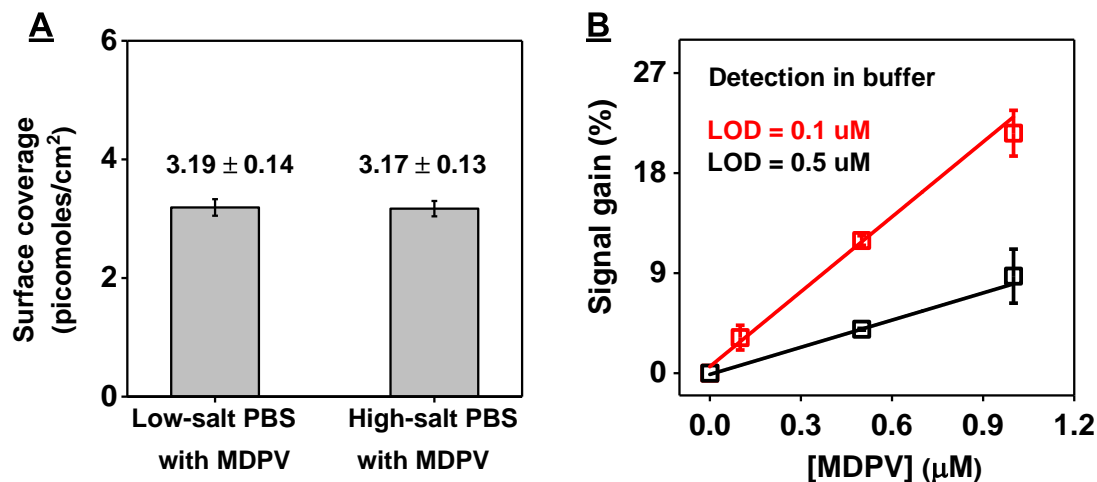 A
Surface coverage
(picomoles/cm²)
6
4
2
0
3.19 ± 0.14
3.17 ± 0.13
Low-salt PBS
with MDPV
High-salt PBS
with MDPV
B
Signal gain (%)
27
18
9
0
Detection in buffer
LOD = 0.1 uM
LOD = 0.5 uM
0.0 0.3 0.6 0.9 1.2
[MDPV] (μM)